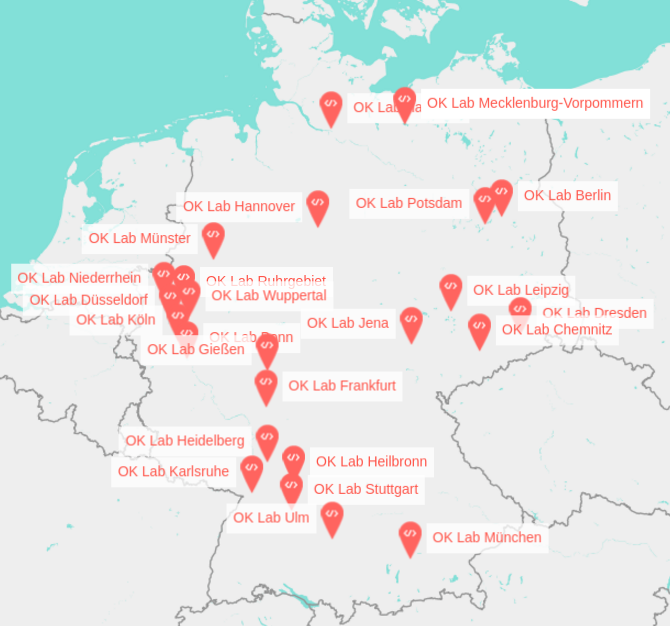 OK Lab
OK Lab Mecklenburg-Vorpommern
OK Lab Berlin
OK Lab Potsdam
OK Lab Hannover
OK Lab Münster
OK Lab Niederrhein
OK Lab Ruhrgebiet
OK Lab Leipzig
OK Lab Wuppertal
OK Lab Düsseldorf
OK Lab Dresden
OK Lab Köln
OK Lab Jena
OK Lab Chemnitz
OK Lab Bonn
OK Lab Gießen
OK Lab Frankfurt
OK Lab Heidelberg
OK Lab Heilbronn
OK Lab Karlsruhe
OK Lab Stuttgart
OK Lab Ulm
OK Lab München